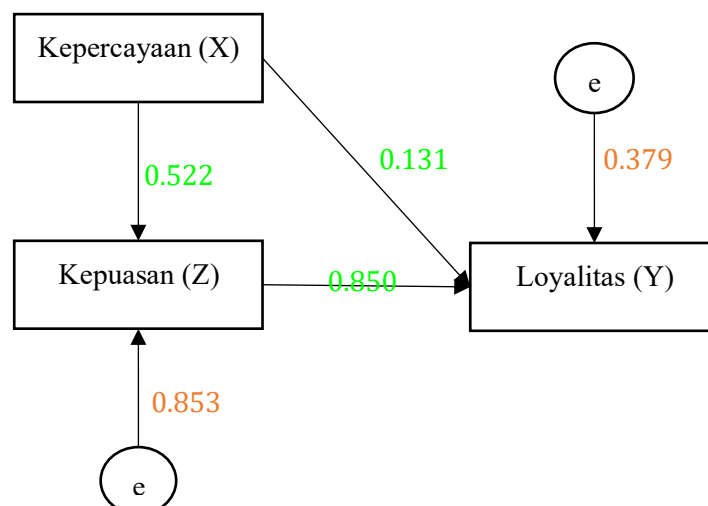 Kepercayaan (X)
e
0.522
0.131
0.379
Kepuasan (Z)
0.850
Loyalitas (Y)
0.853
e